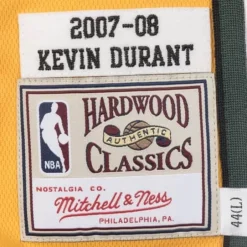 2007-08
KEVIN DURANT
HARDWOOD
AUTHENTIC
CLASSICS
NBA
NOSTALGIA CO.
Mitchell & Ness
PHILADELPHIA, PA.
44(L)